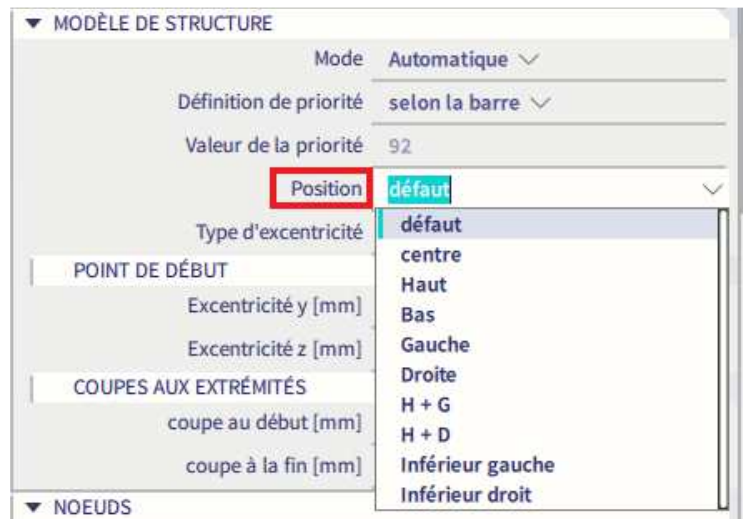 MODÈLE DE STRUCTURE
Mode Automatique
Définition de priorité selon la barre
Valeur de la priorité 92
Position défaut
Type d'excentricité défaut
centre
POINT DE DÉBUT
Haut
Excentricité y [mm] Bas
Excentricité z [mm] Gauche
Droite
COUPES AUX EXTRÉMITÉS
H + G
coupe au début [mm] H + D
coupe à la fin [mm] Inférieur gauche
Inférieur droit
NOEUDS